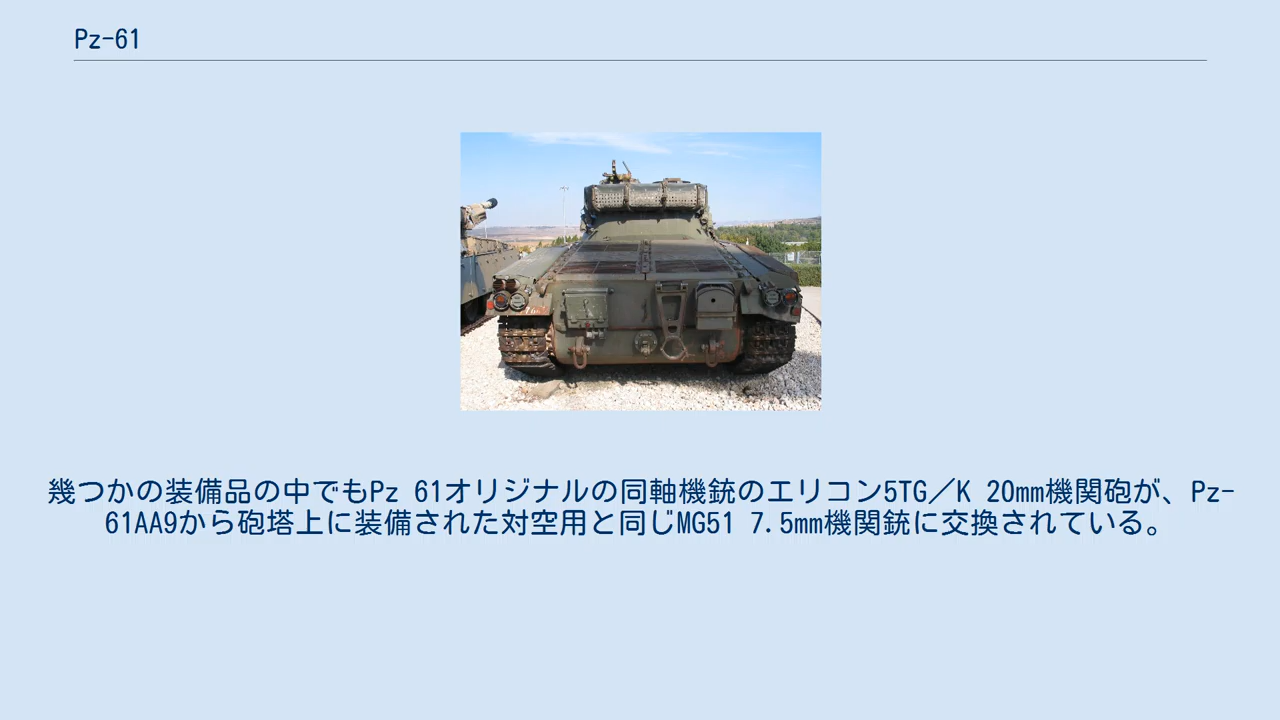 Pz-61
幾つかの装備品の中でもPz 61オリジナルの同軸機銃のエリコン5TG／K 20mm機関砲が、Pz-
61AA9から砲塔上に装備された対空用と同じMG51 7.5mm機関銃に交換されている。